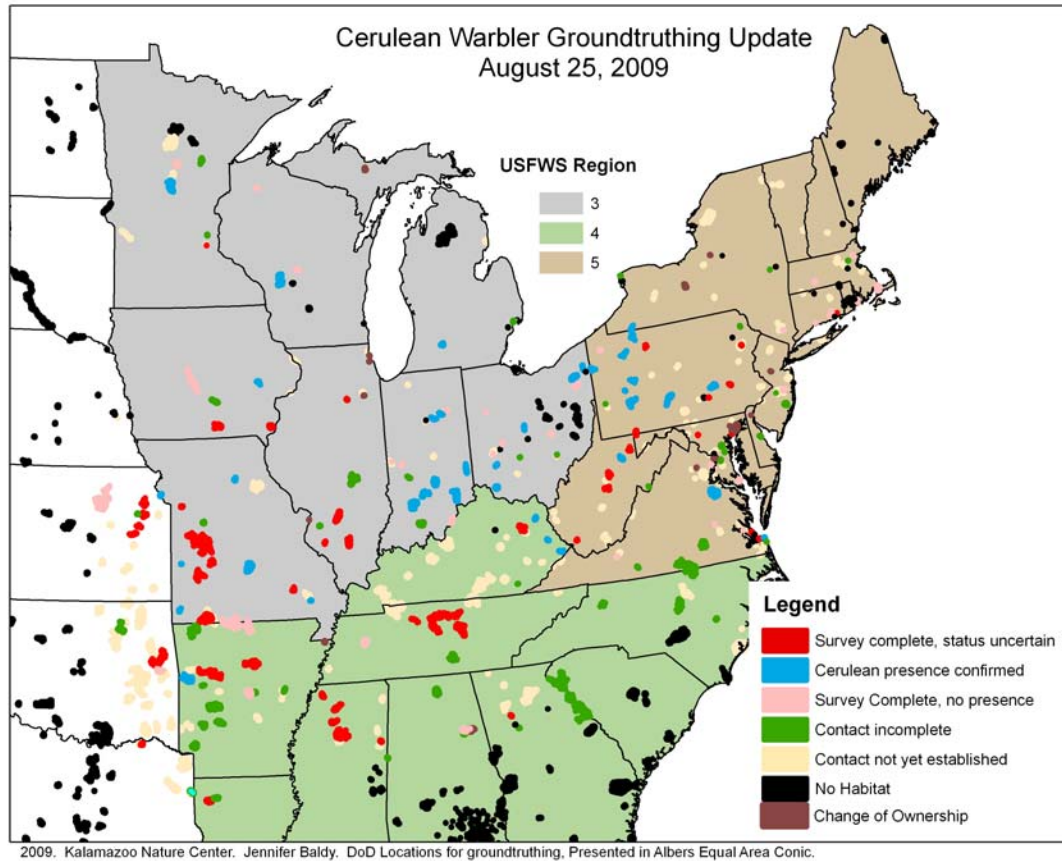 Cerulean Warbler Groundtruthing Update
August 25, 2009
USFWS Region
3
4
5
Legend
Survey complete, status uncertain
Cerulean presence confirmed
Survey Complete, no presence
Contact incomplete
Contact not yet established
No Habitat
Change of Ownership
2009. Kalamazoo Nature Center. Jennifer Baldy. DoD Locations for groundtruthing, Presented in Albers Equal Area Conic.